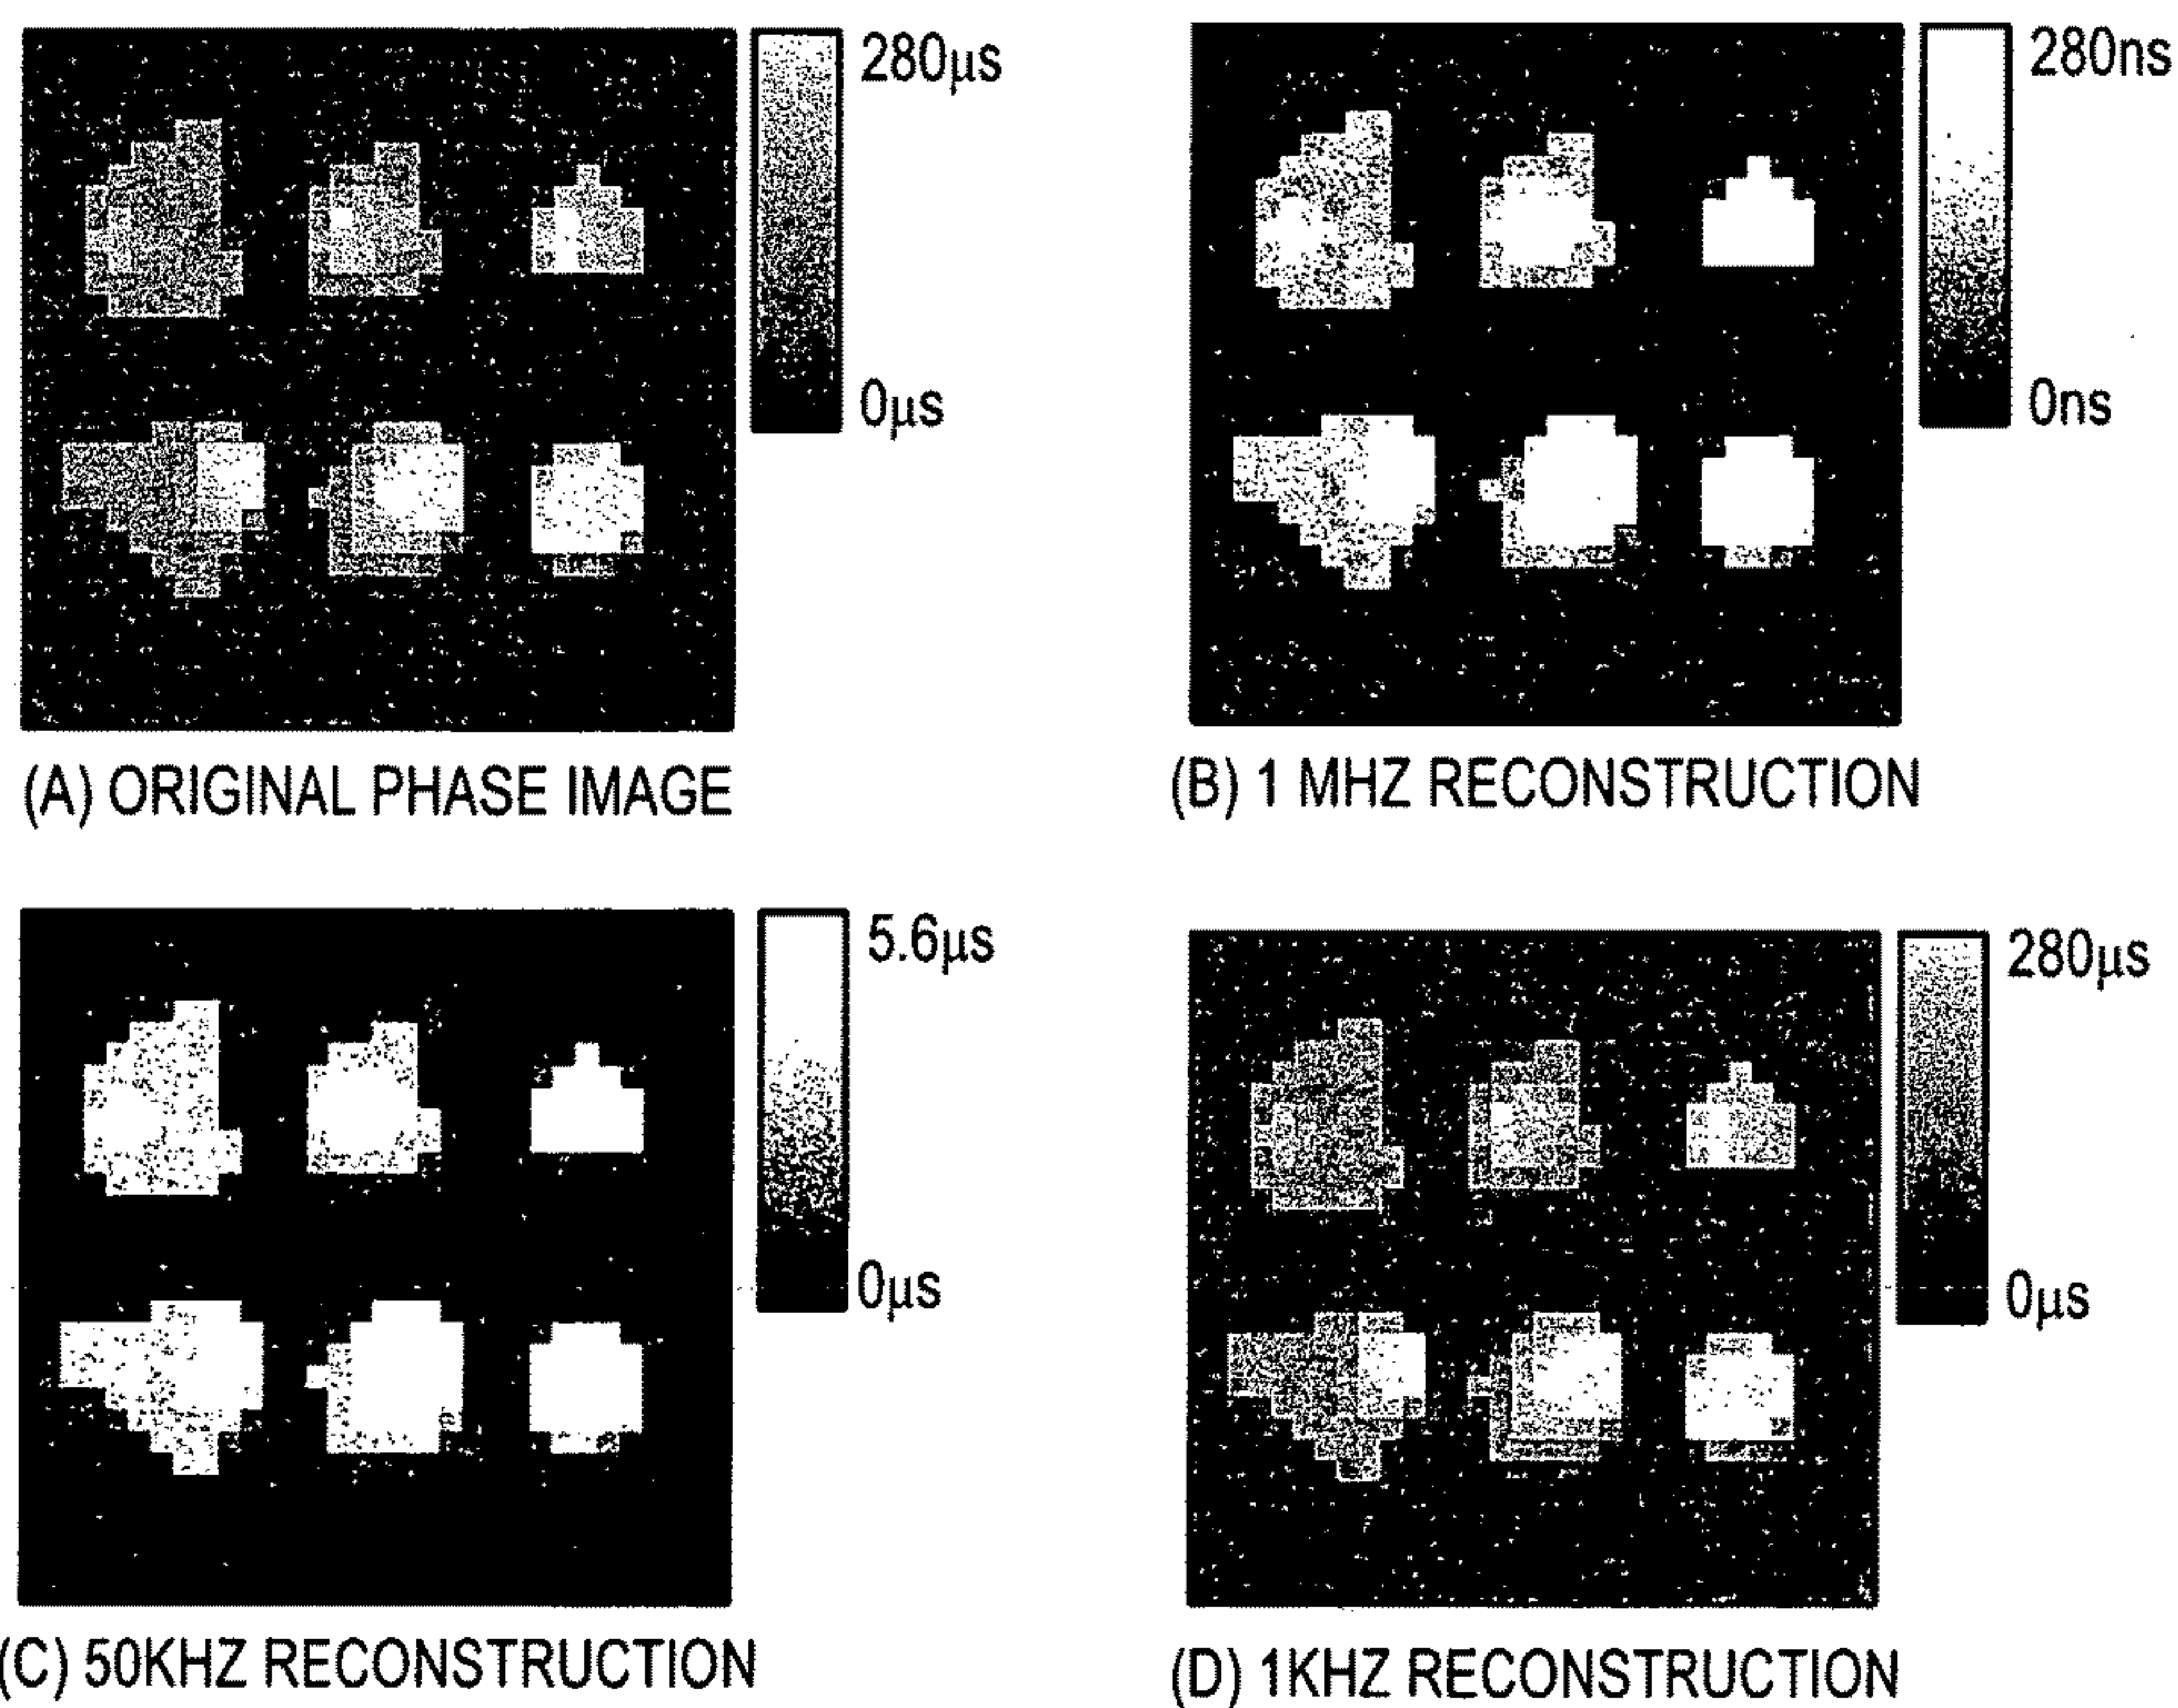 280μs
0μs
(A) ORIGINAL PHASE IMAGE
280ns
0ns
(B) 1 MHZ RECONSTRUCTION
5.6μs
0μs
(C) 50KHZ RECONSTRUCTION
280μs
0μs
(D) 1KHZ RECONSTRUCTION